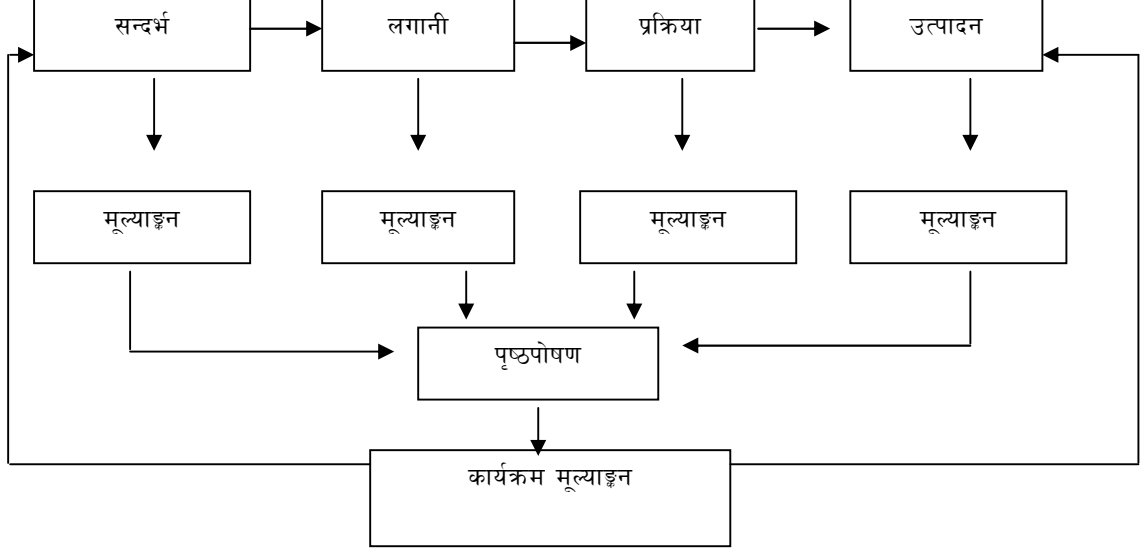 सन्दर्भ
लगानी
प्रक्रिया
उत्पादन
मूल्याङ्कन
मूल्याङ्कन
मूल्याङ्कन
मूल्याङ्कन
पृष्ठपोषण
कार्यक्रम मूल्याङ्कन